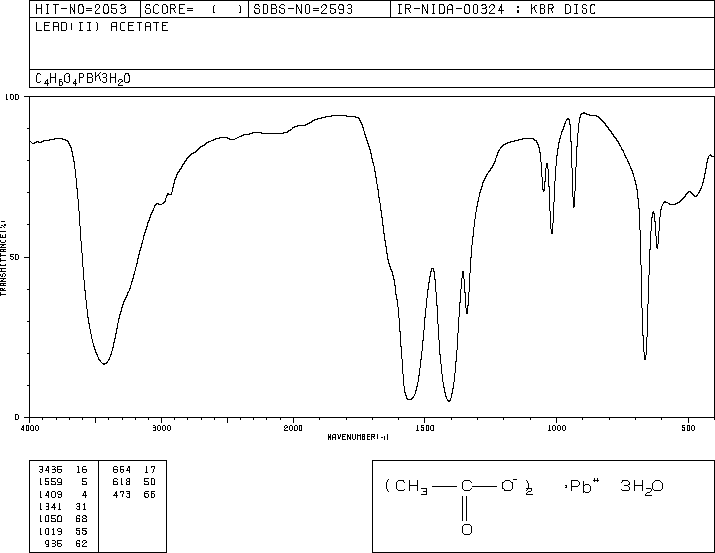 HIT-NO=2053 SCORE= ( ) SDBS-NO=2593 IR-NIDA-00324 : KBR DISC
LEAD(II) ACETATE
C4H6O4PBK3H2O
100
50
0
TRANSMITTANCE(%)
4000 3000 2000 1500 1000 500
WAVENUMBER(-1)
3435 16 664 17
1559 5 618 50
1409 4 473 66
1341 31
1050 68
1019 55
935 62
(CH3 — C — O-)2 ·Pb++ 3H2O
O